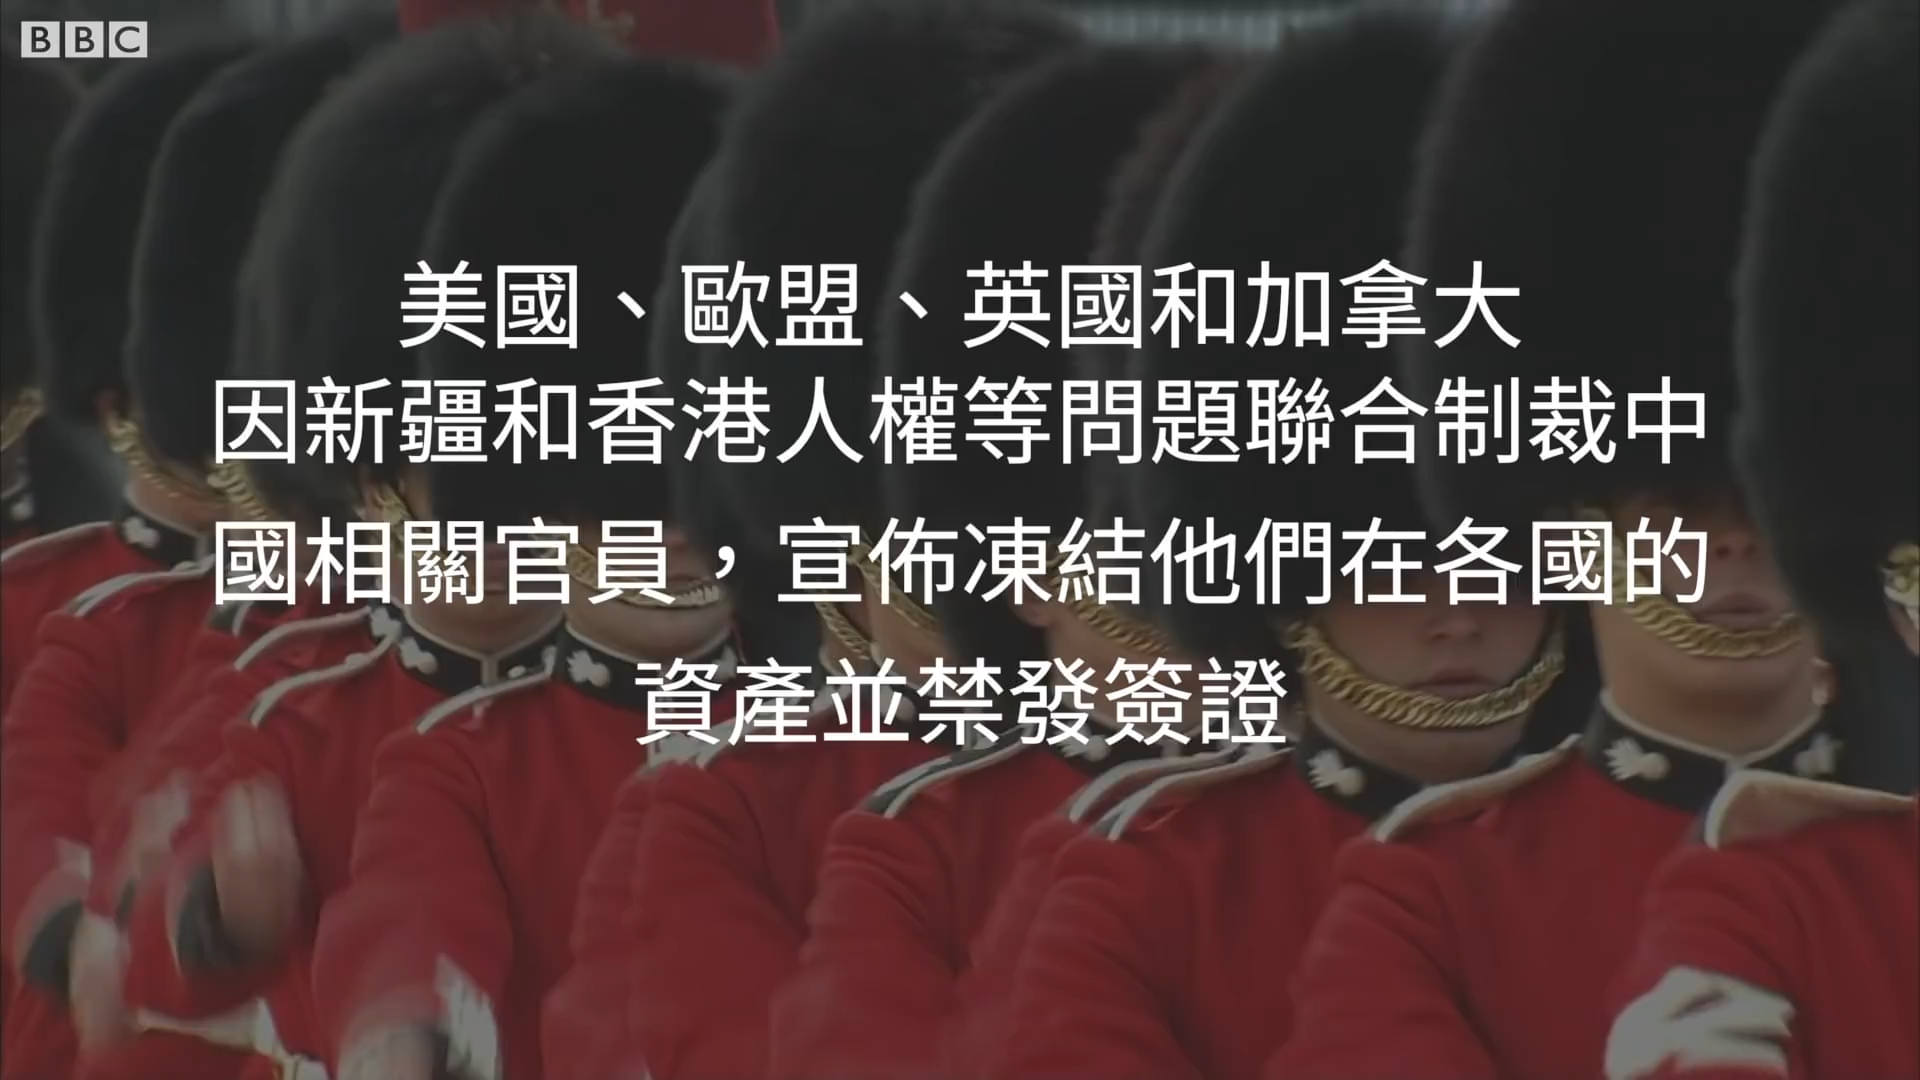 BBC
美國、歐盟、英國和加拿大
因新疆和香港人權等問題聯合制裁中
國相關官員，宣佈凍結他們在各國的
資產並禁發簽證